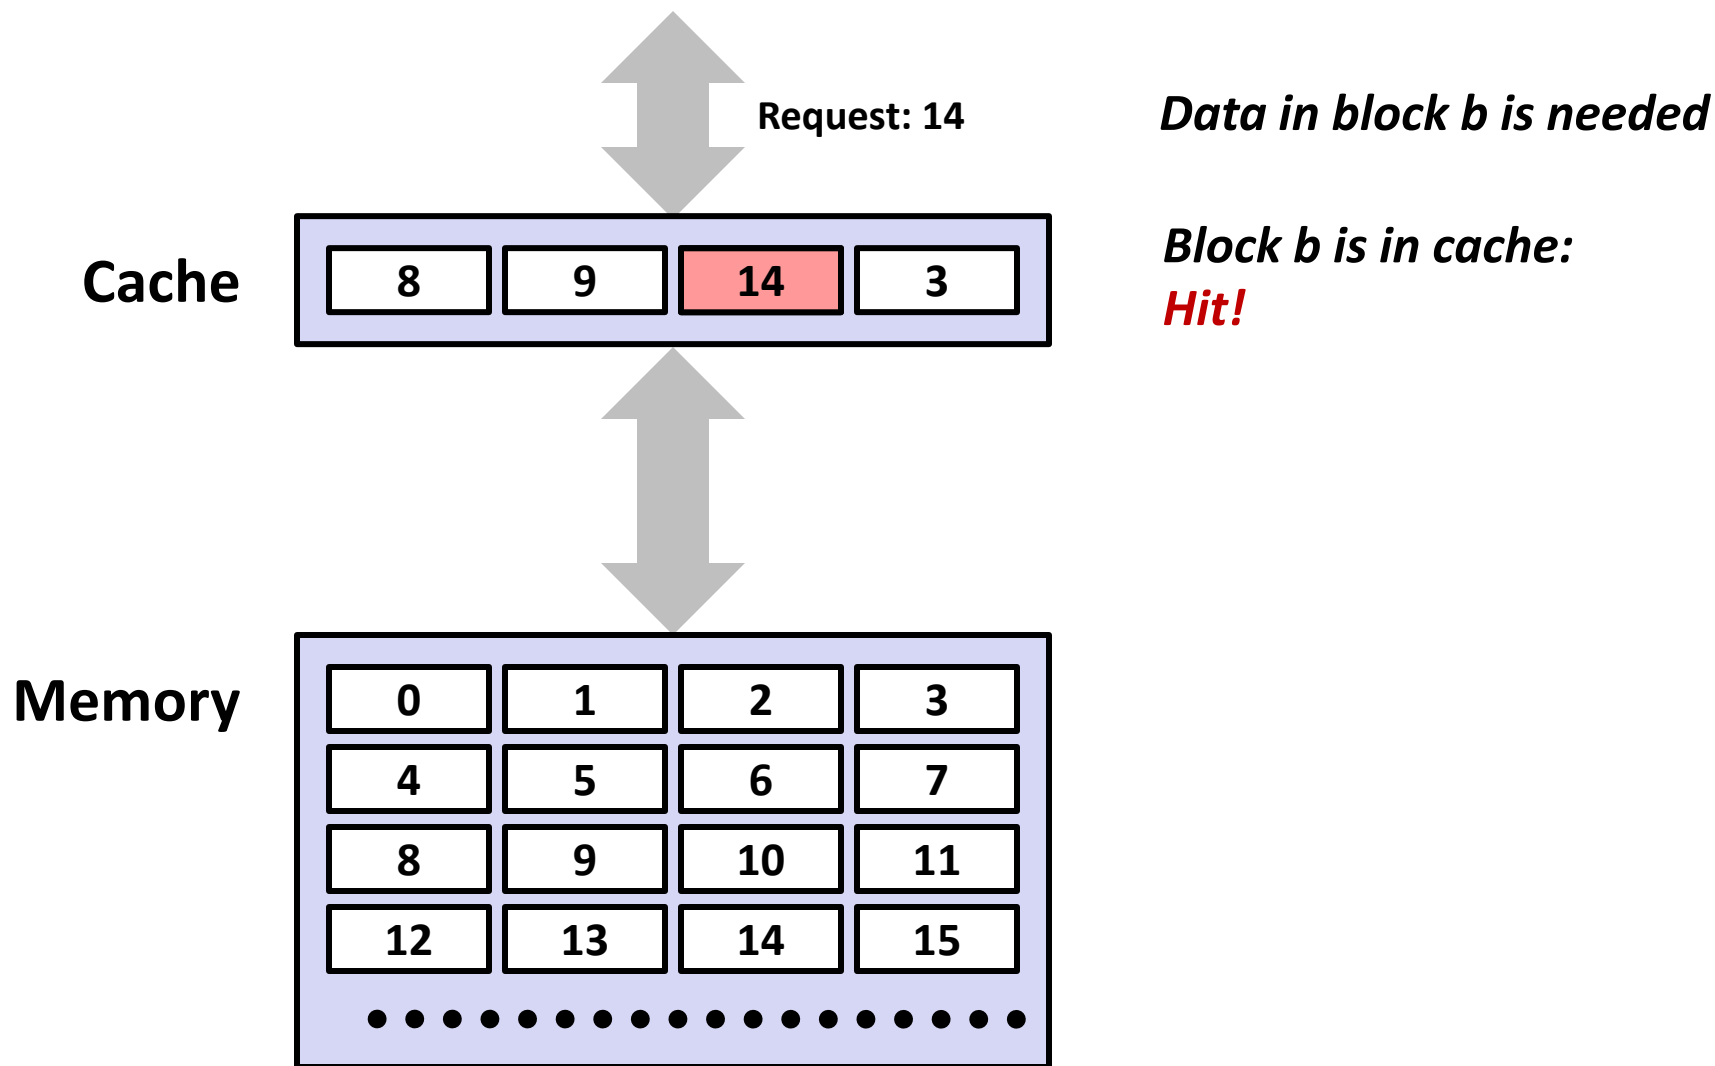 Request: 14
Data in block b is needed
Cache
8 9 14 3
Block b is in cache:
Hit!
Memory
0 1 2 3
4 5 6 7
8 9 10 11
12 13 14 15